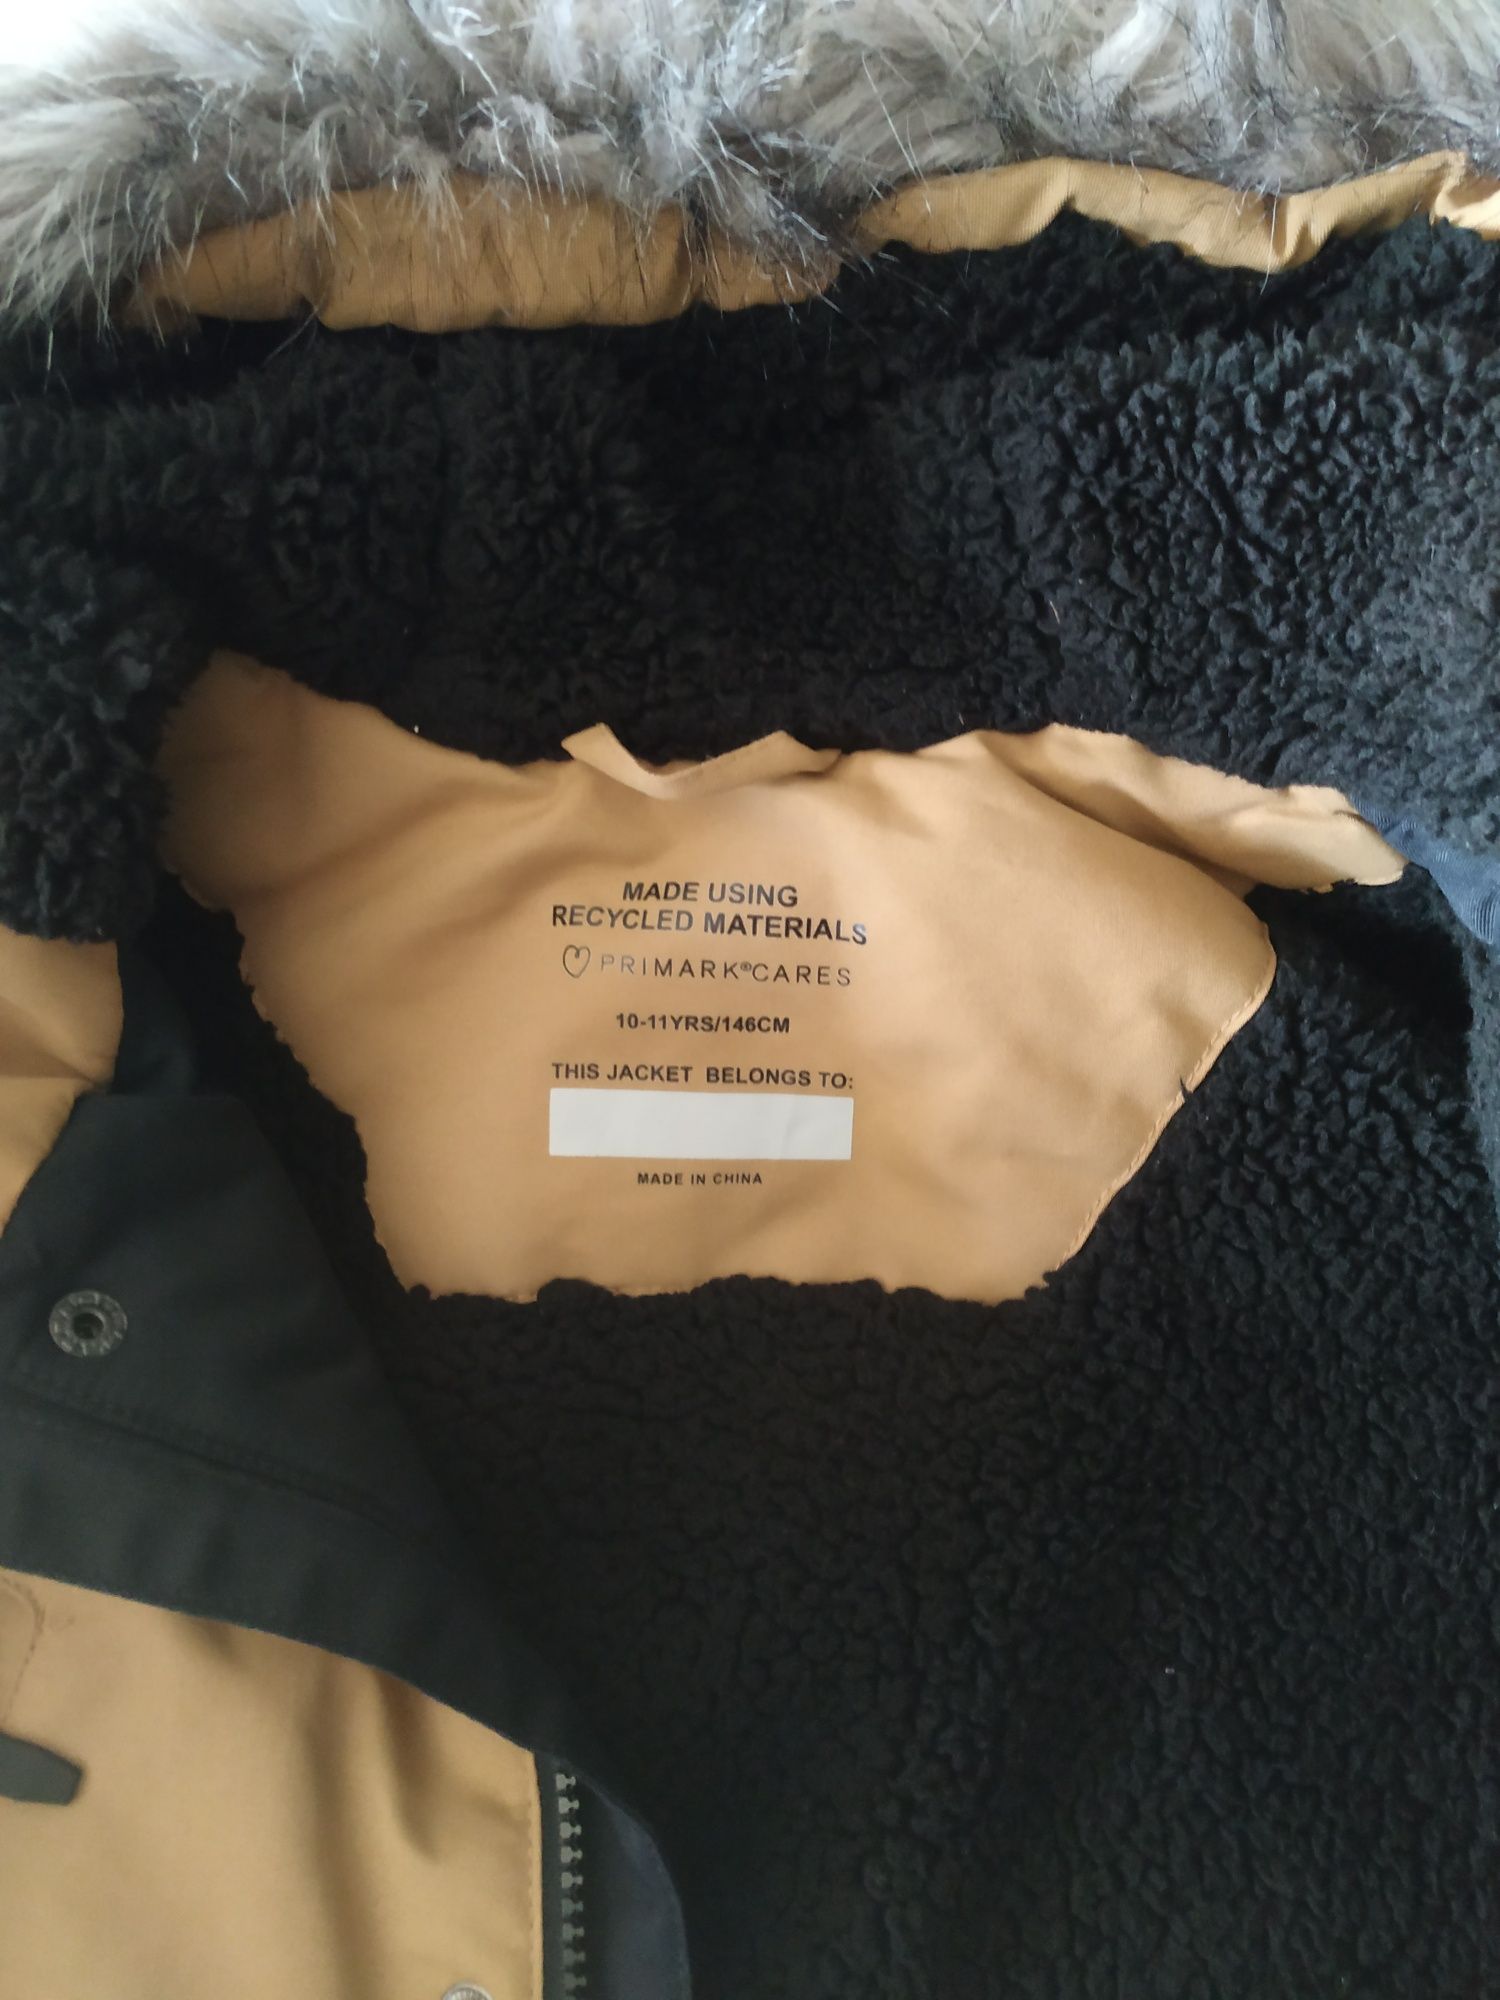 MADE USING
RECYCLED MATERIALS
PRIMARK®CARES
10-11YRS/146CM
THIS JACKET BELONGS TO:
MADE IN CHINA